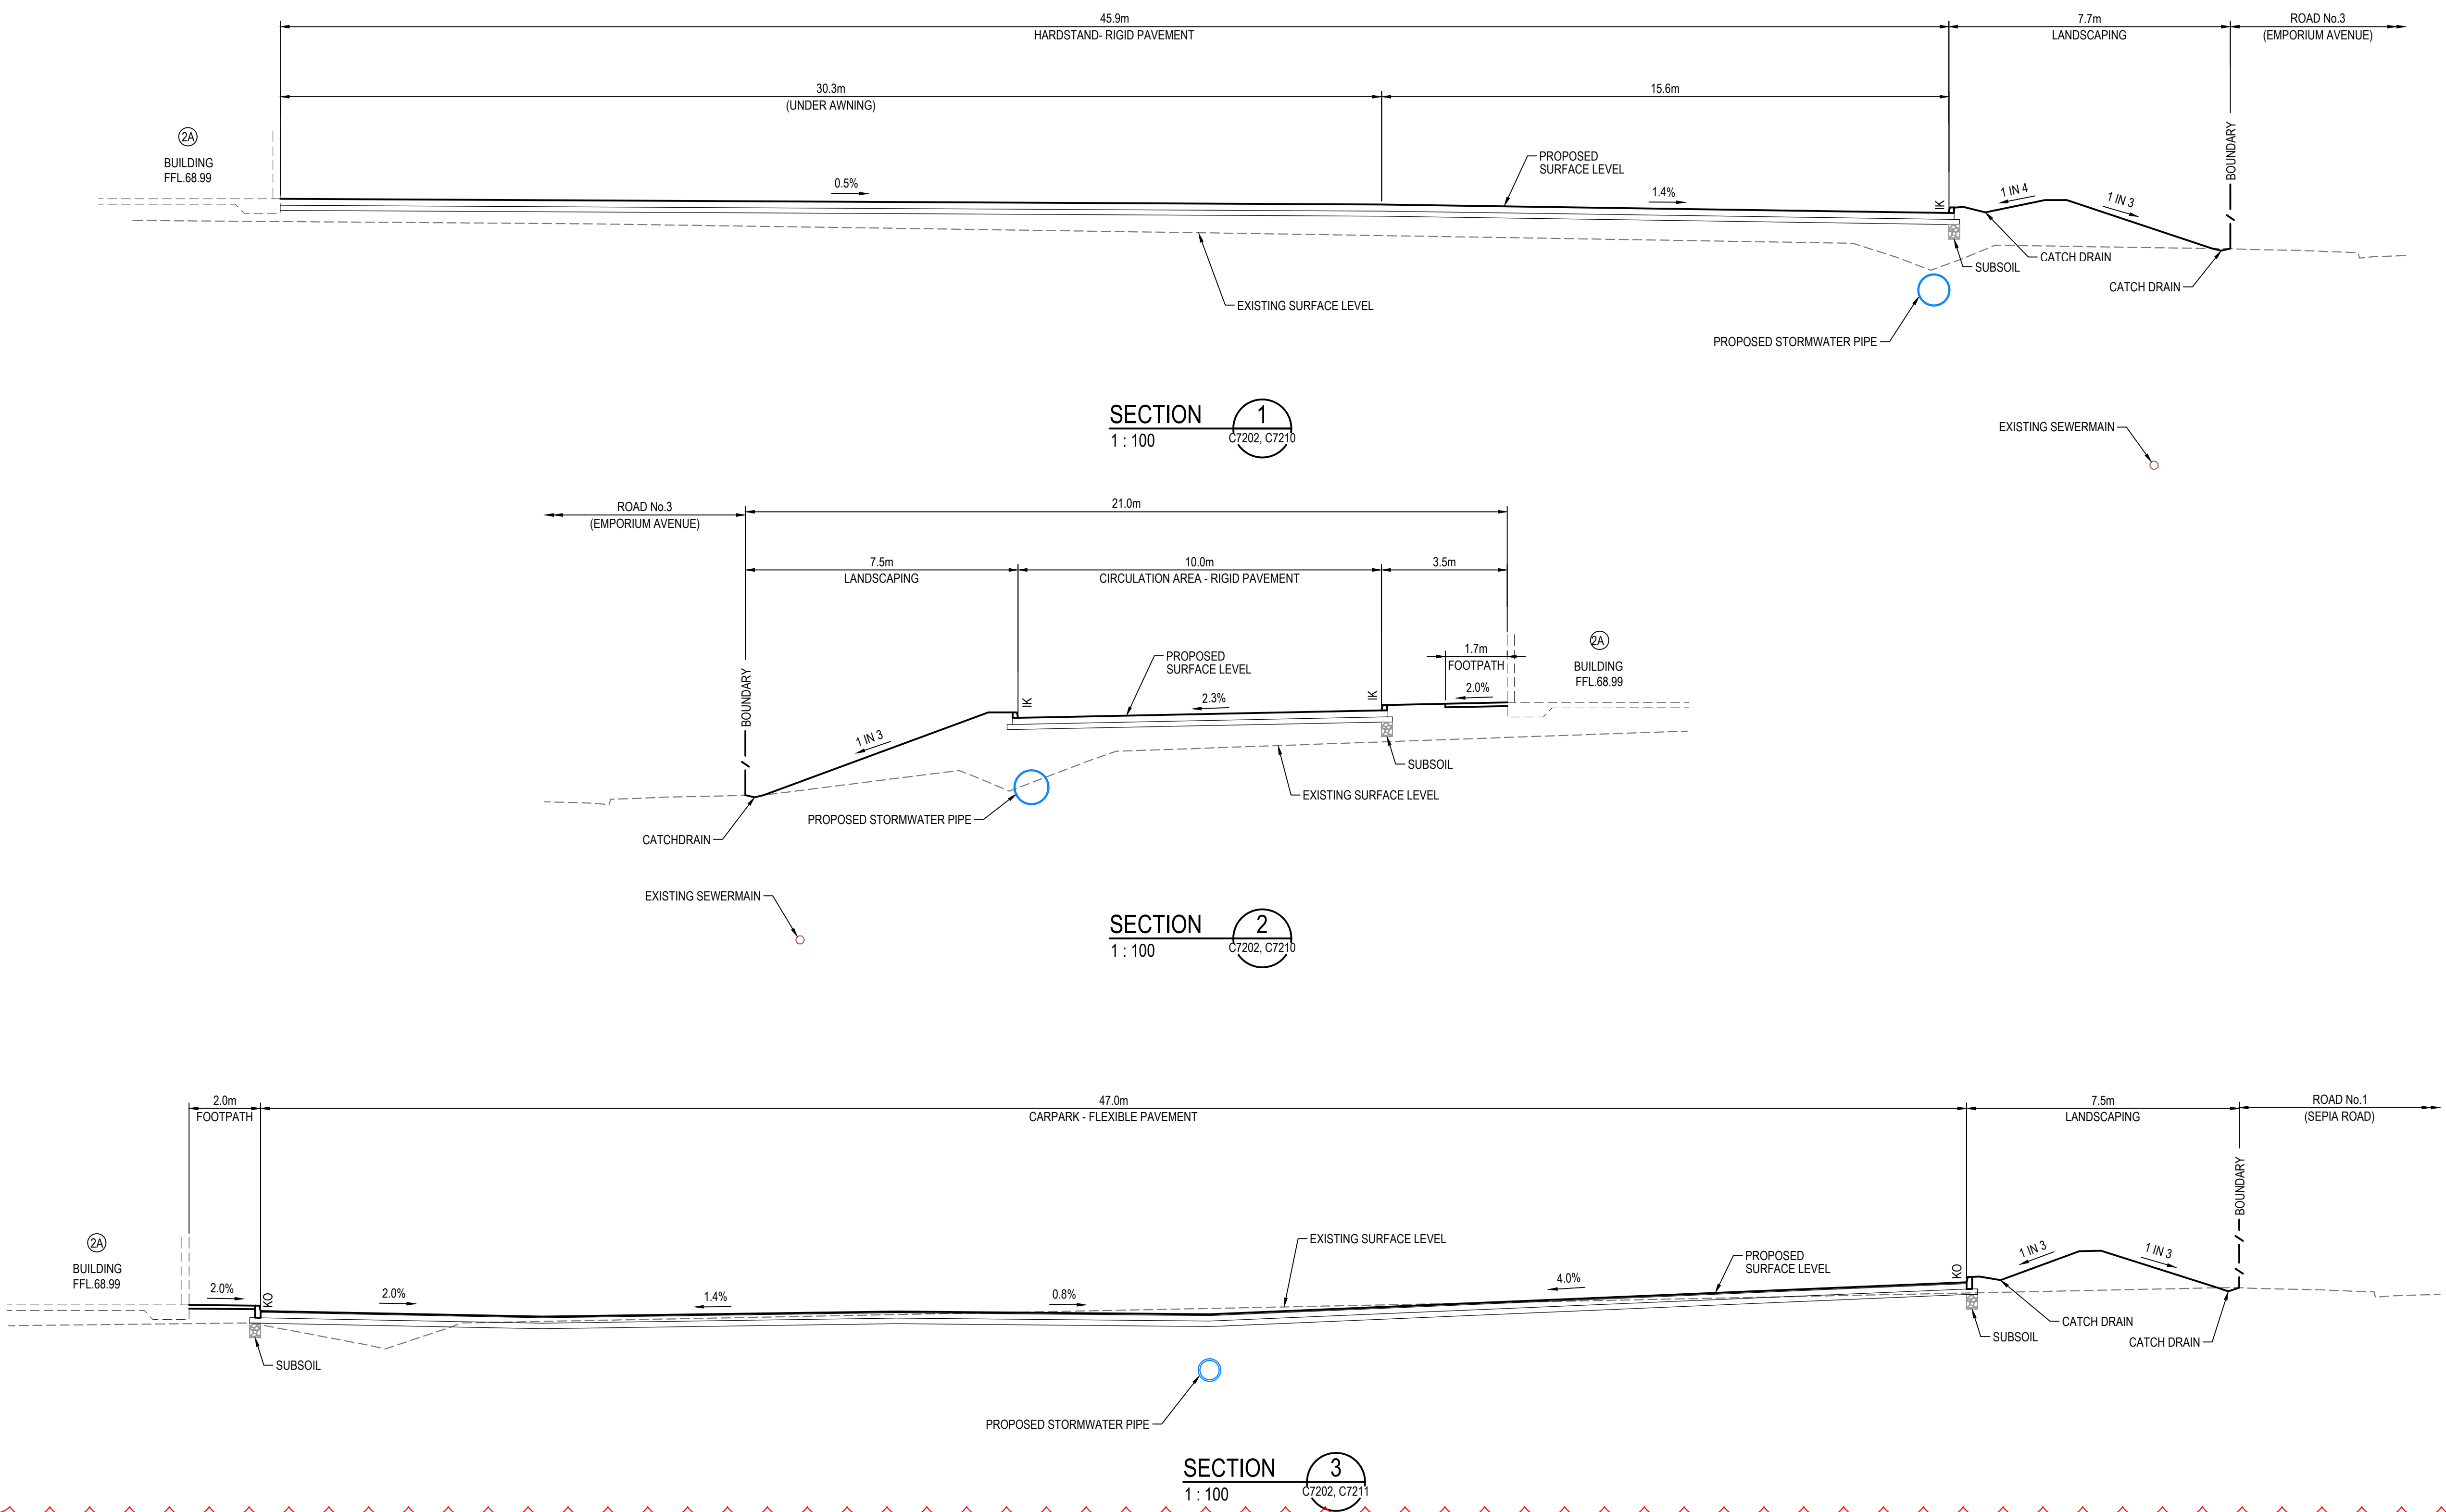 45.9m
HARDSTAND- RIGID PAVEMENT
7.7m
LANDSCAPING
ROAD No.3
(EMPORIUM AVENUE)
30.3m
(UNDER AWNING)
15.6m
2A
BUILDING
FFL.68.99
BOUNDARY
PROPOSED
SURFACE LEVEL
0.5%
1.4%
IK
1 IN 4
1 IN 3
CATCH DRAIN
SUBSOIL
CATCH DRAIN
EXISTING SURFACE LEVEL
PROPOSED STORMWATER PIPE
SECTION
1
1 : 100
C7202, C7210
EXISTING SEWERMAIN
ROAD No.3
(EMPORIUM AVENUE)
21.0m
7.5m
LANDSCAPING
10.0m
CIRCULATION AREA - RIGID PAVEMENT
3.5m
2A
BUILDING
FFL.68.99
1.7m
FOOTPATH
2.0%
PROPOSED
SURFACE LEVEL
BOUNDARY
IK
2.3%
IK
1 IN 3
SUBSOIL
EXISTING SURFACE LEVEL
PROPOSED STORMWATER PIPE
CATCHDRAIN
EXISTING SEWERMAIN
SECTION
2
1 : 100
C7202, C7210
2.0m
FOOTPATH
47.0m
CARPARK - FLEXIBLE PAVEMENT
7.5m
LANDSCAPING
ROAD No.1
(SEPIA ROAD)
BOUNDARY
2A
BUILDING
FFL.68.99
EXISTING SURFACE LEVEL
PROPOSED
SURFACE LEVEL
2.0%
KO
2.0%
1.4%
0.8%
4.0%
KO
1 IN 3
1 IN 3
CATCH DRAIN
SUBSOIL
CATCH DRAIN
SUBSOIL
PROPOSED STORMWATER PIPE
SECTION
3
1 : 100
C7202, C7211